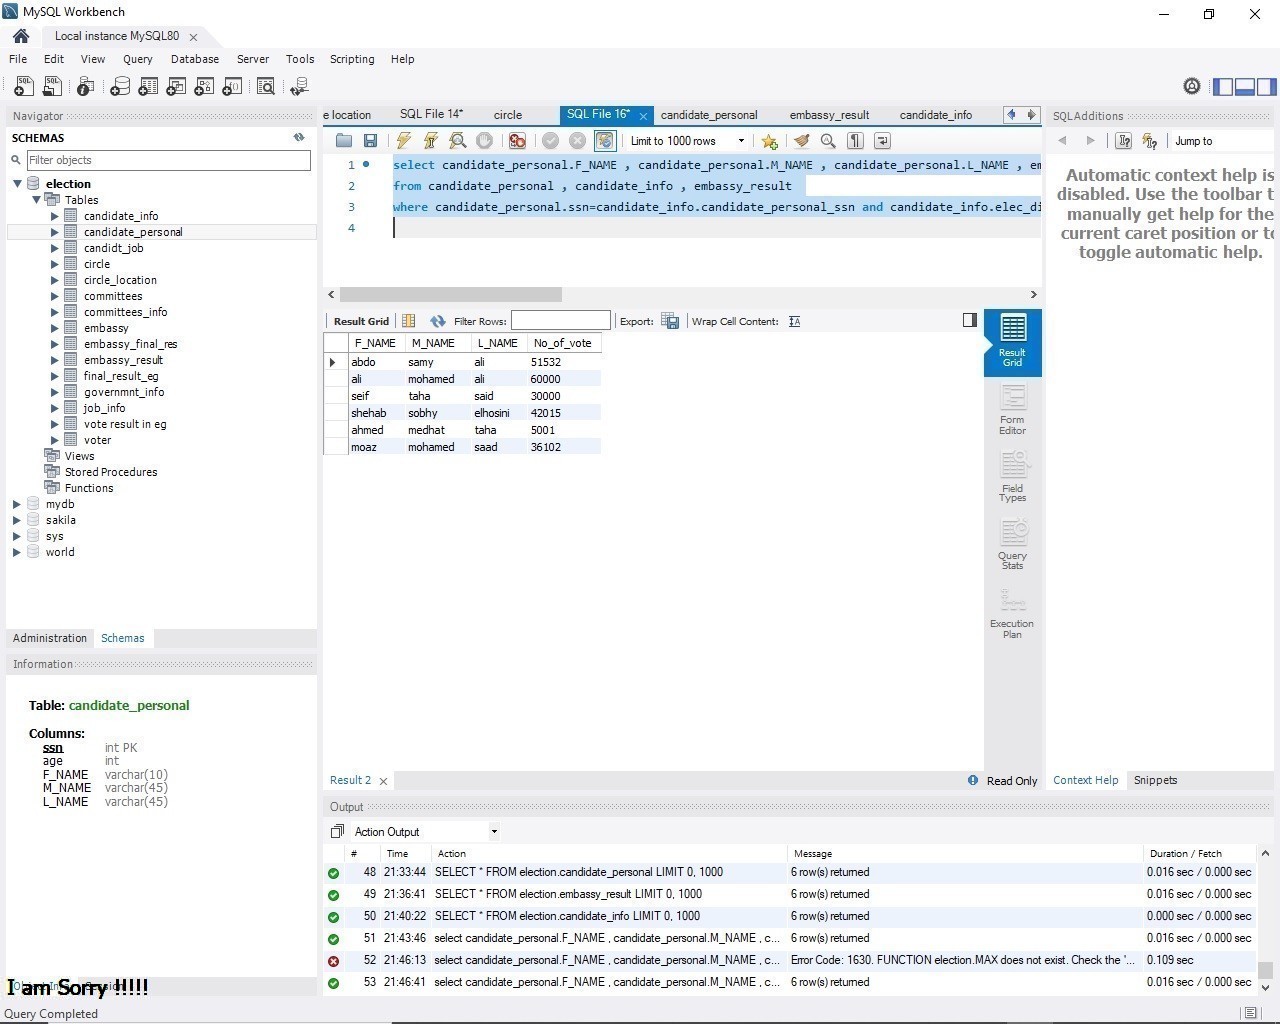 MySQL Workbench
Local instance MySQL80
File Edit View Query Database Server Tools Scripting Help
Navigator
SCHEMAS
Filter objects
election
Tables
candidate_info
candidate_personal
candidt_job
circle
circle_location
committees
committees_info
embassy
embassy_final_res
embassy_result
final_result_eg
governmnt_info
job_info
vote result in eg
voter
Views
Stored Procedures
Functions
mydb
sakila
sys
world
Administration Schemas
Information
Table: candidate_personal
Columns:
ssn int PK
age int
F_NAME varchar(10)
M_NAME varchar(45)
L_NAME varchar(45)
I am Sorry !!!!!
Query Completed
e location SQL File 14* circle SQL File 16* candidate_personal embassy_result candidate_info
Limit to 1000 rows
1 select candidate_personal.F_NAME , candidate_personal.M_NAME , candidate_personal.L_NAME , em
2 from candidate_personal , candidate_info , embassy_result
3 where candidate_personal.ssn=candidate_info.candidate_personal_ssn and candidate_info.elec_di
4
Result Grid Filter Rows: Export: Wrap Cell Content:
F_NAME M_NAME L_NAME No_of_vote
abdo samy ali 51532
ali mohamed ali 60000
seif taha said 30000
shehab sobhy elhosini 42015
ahmed medhat taha 5001
moaz mohamed saad 36102
Result
Grid
Form
Editor
Field
Types
Query
Stats
Execution
Plan
Result 2 Read Only
SQLAdditions
Jump to
Automatic context help is
disabled. Use the toolbar t
manually get help for the
current caret position or to
toggle automatic help.
Context Help Snippets
Output
Action Output
# Time Action Message Duration / Fetch
48 21:33:44 SELECT * FROM election.candidate_personal LIMIT 0, 1000 6 row(s) returned 0.016 sec / 0.000 sec
49 21:36:41 SELECT * FROM election.embassy_result LIMIT 0, 1000 6 row(s) returned 0.016 sec / 0.000 sec
50 21:40:22 SELECT * FROM election.candidate_info LIMIT 0, 1000 6 row(s) returned 0.000 sec / 0.000 sec
51 21:43:46 select candidate_personal.F_NAME , candidate_personal.M_NAME , c... 6 row(s) returned 0.016 sec / 0.000 sec
52 21:46:13 select candidate_personal.F_NAME , candidate_personal.M_NAME , c... Error Code: 1630. FUNCTION election.MAX does not exist. Check the '... 0.109 sec
53 21:46:41 select candidate_personal.F_NAME , candidate_personal.M_NAME , c... 6 row(s) returned 0.016 sec / 0.000 sec